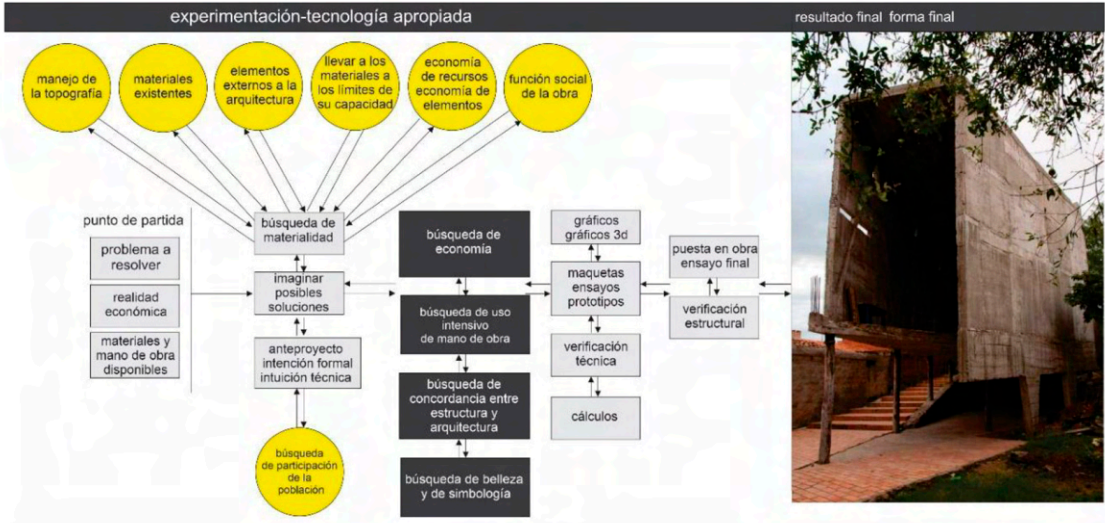 experimentación-tecnología apropiada
resultado final forma final
manejo de
la topografía
materiales
existentes
elementos
externos a la
arquitectura
llevar a los
materiales a
los límites de
su capacidad
economía
de recursos
economía de
elementos
función social
de la obra
punto de partida
problema a
resolver
realidad
económica
materiales y
mano de obra
disponibles
búsqueda de
materialidad
imaginar
posibles
soluciones
anteproyecto
intención formal
intuición técnica
búsqueda
de participación
de la
población
búsqueda de
economía
búsqueda de uso
intensivo
de mano de obra
búsqueda de
concordancia entre
estructura y
arquitectura
búsqueda de belleza
y de simbología
gráficos
gráficos 3d
maquetas
ensayos
prototipos
verificación
técnica
cálculos
puesta en obra
ensayo final
verificación
estructural